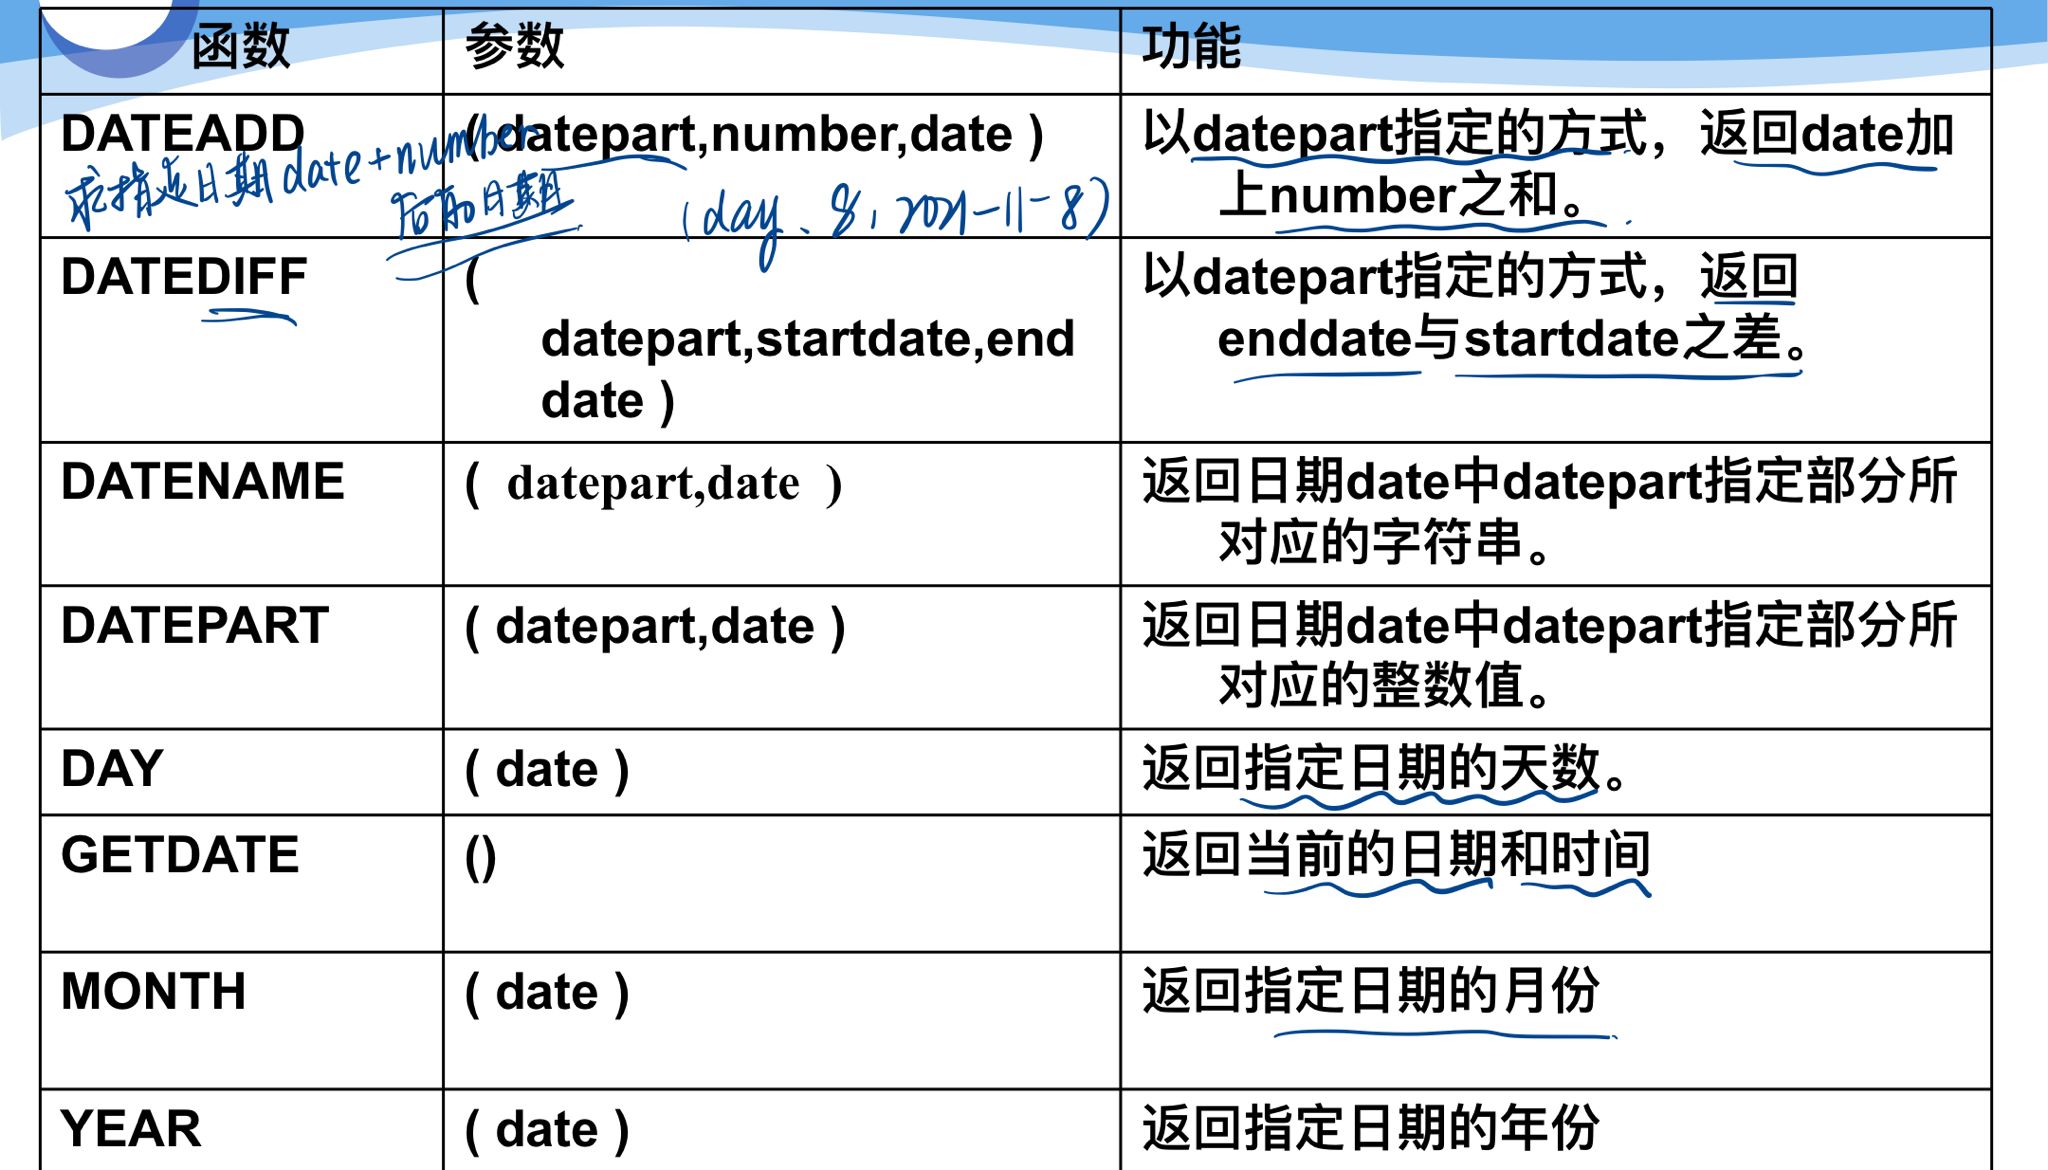 函数 参数 功能
DATEADD ( datepart,number,date ) 以datepart指定的方式，返回date加
上number之和。
求指定日期date+number
后的日期
(day、8,2021-11-8)
DATEDIFF ( 以datepart指定的方式，返回
datepart,startdate,end enddate与startdate之差。
date )
DATENAME ( datepart,date ) 返回日期date中datepart指定部分所
对应的字符串。
DATEPART ( datepart,date ) 返回日期date中datepart指定部分所
对应的整数值。
DAY ( date ) 返回指定日期的天数。
GETDATE () 返回当前的日期和时间
MONTH ( date ) 返回指定日期的月份
YEAR ( date ) 返回指定日期的年份